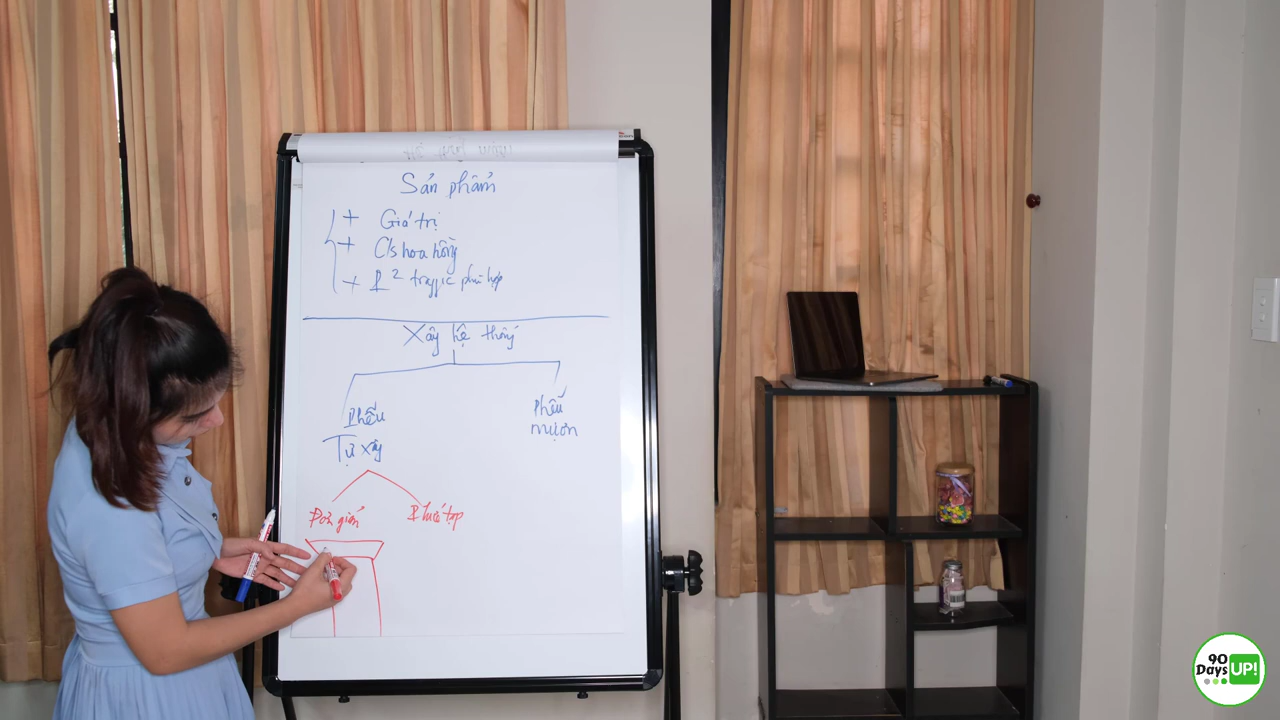 Sản phẩm
+ Giá trị
+ C/s hoa hồng
+ L² traffic phù hợp
Xây hệ thống
Phễu
Tự xây
Phễu
mượn
Đơn giản
Phức tạp
90
Days
UP!